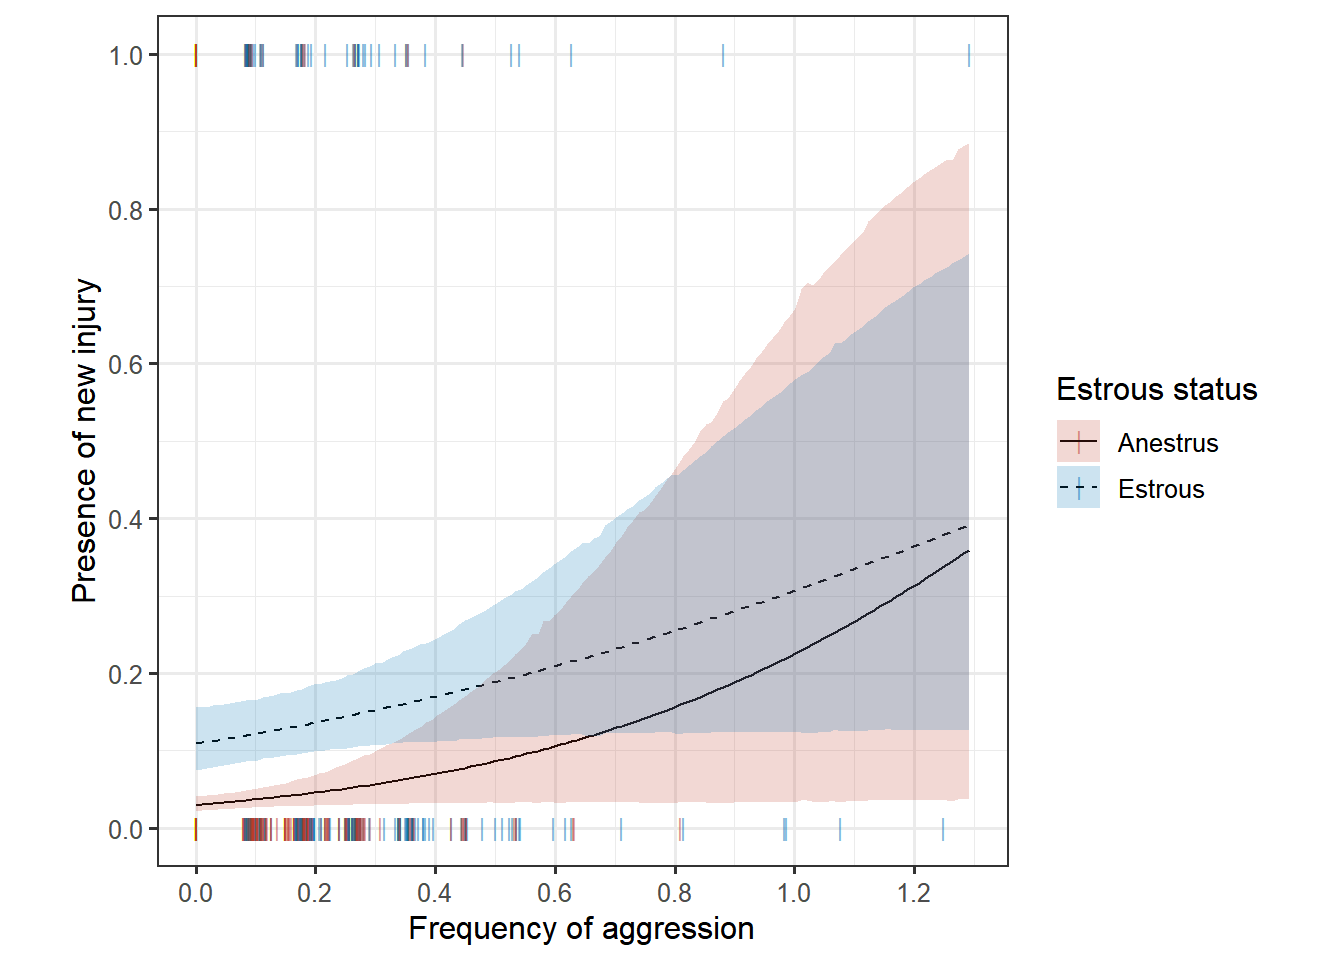 1.0
0.8
0.6
0.4
0.2
0.0
Presence of new injury
0.0 0.2 0.4 0.6 0.8 1.0 1.2
Frequency of aggression
Estrous status
Anestrus
Estrous